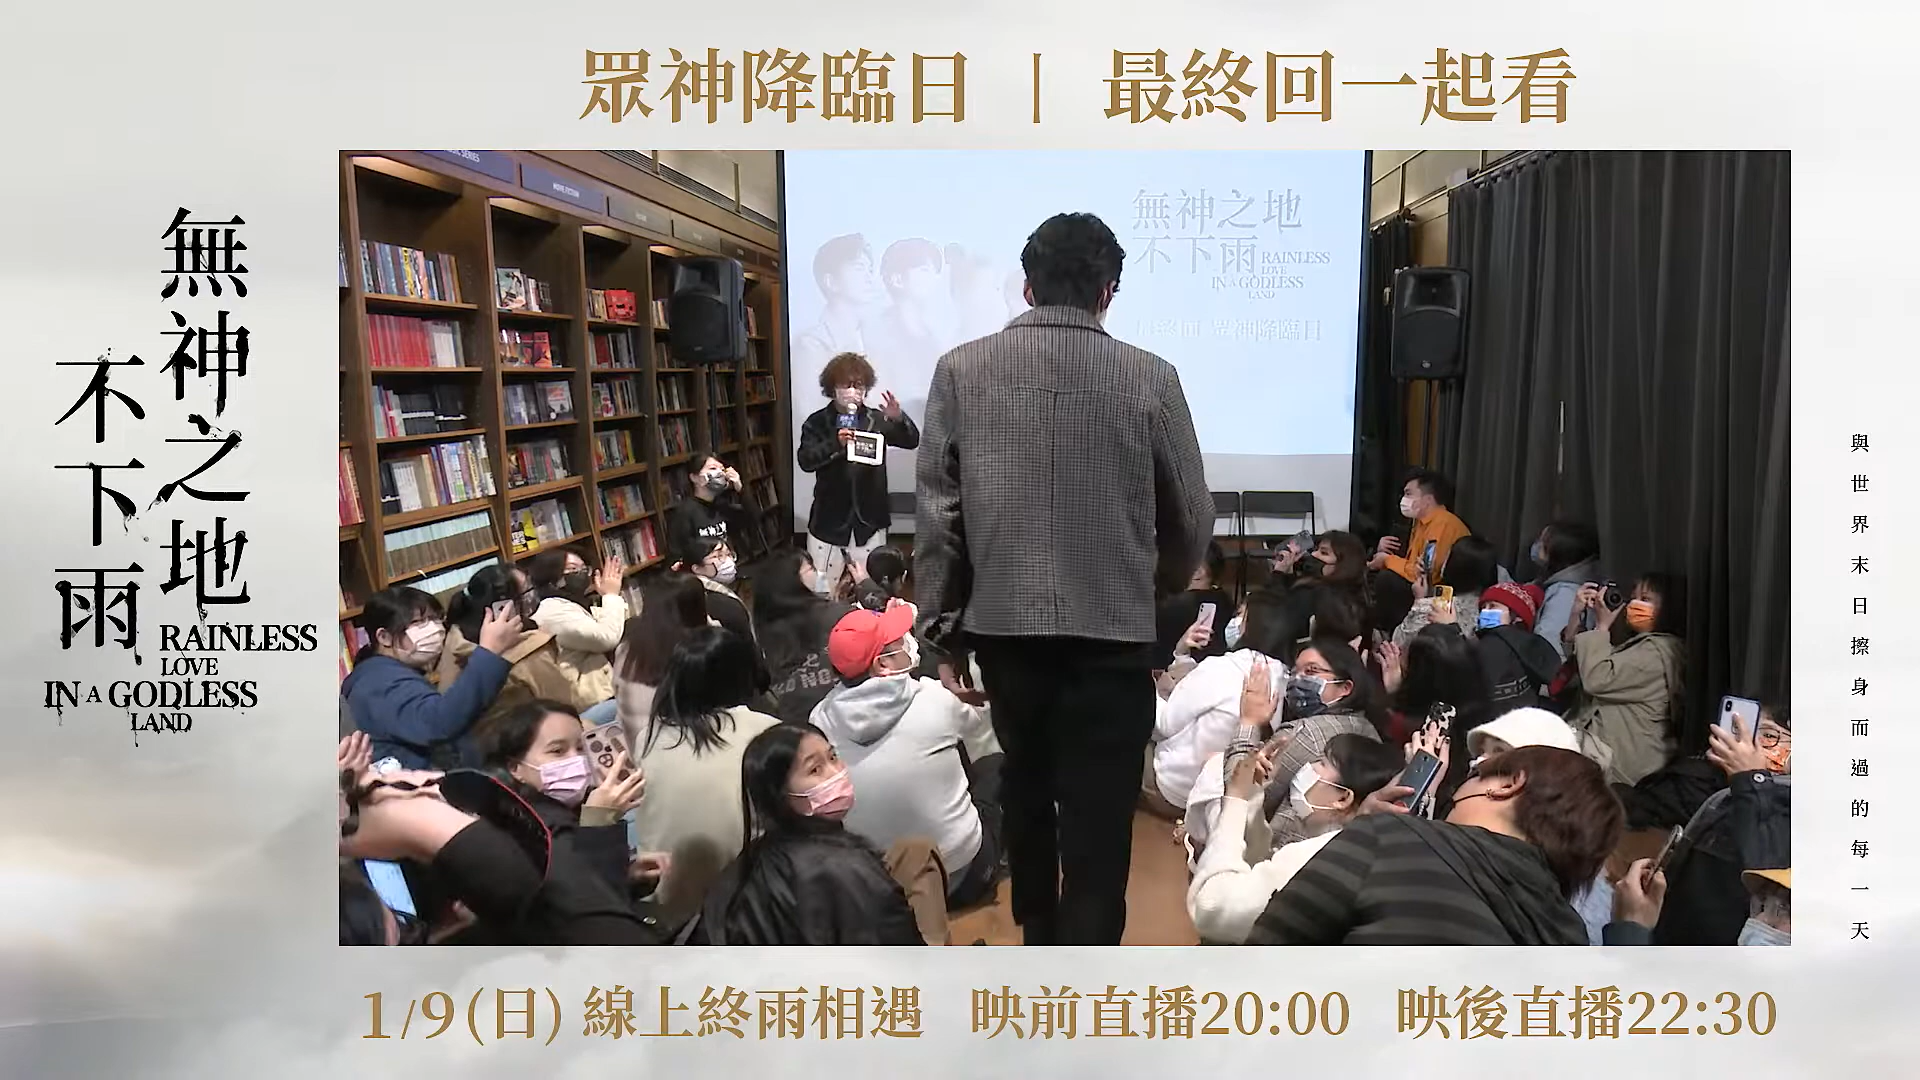 眾神降臨日 | 最終回一起看
無神之地
不下雨
RAINLESS
LOVE
IN A GODLESS
LAND
無神之地
不下雨
RAINLESS
LOVE
IN A GODLESS
LAND
最終回 眾神降臨日
與世界末日擦身而過的每一天
1/9(日)線上終雨相遇 映前直播20:00 映後直播22:30